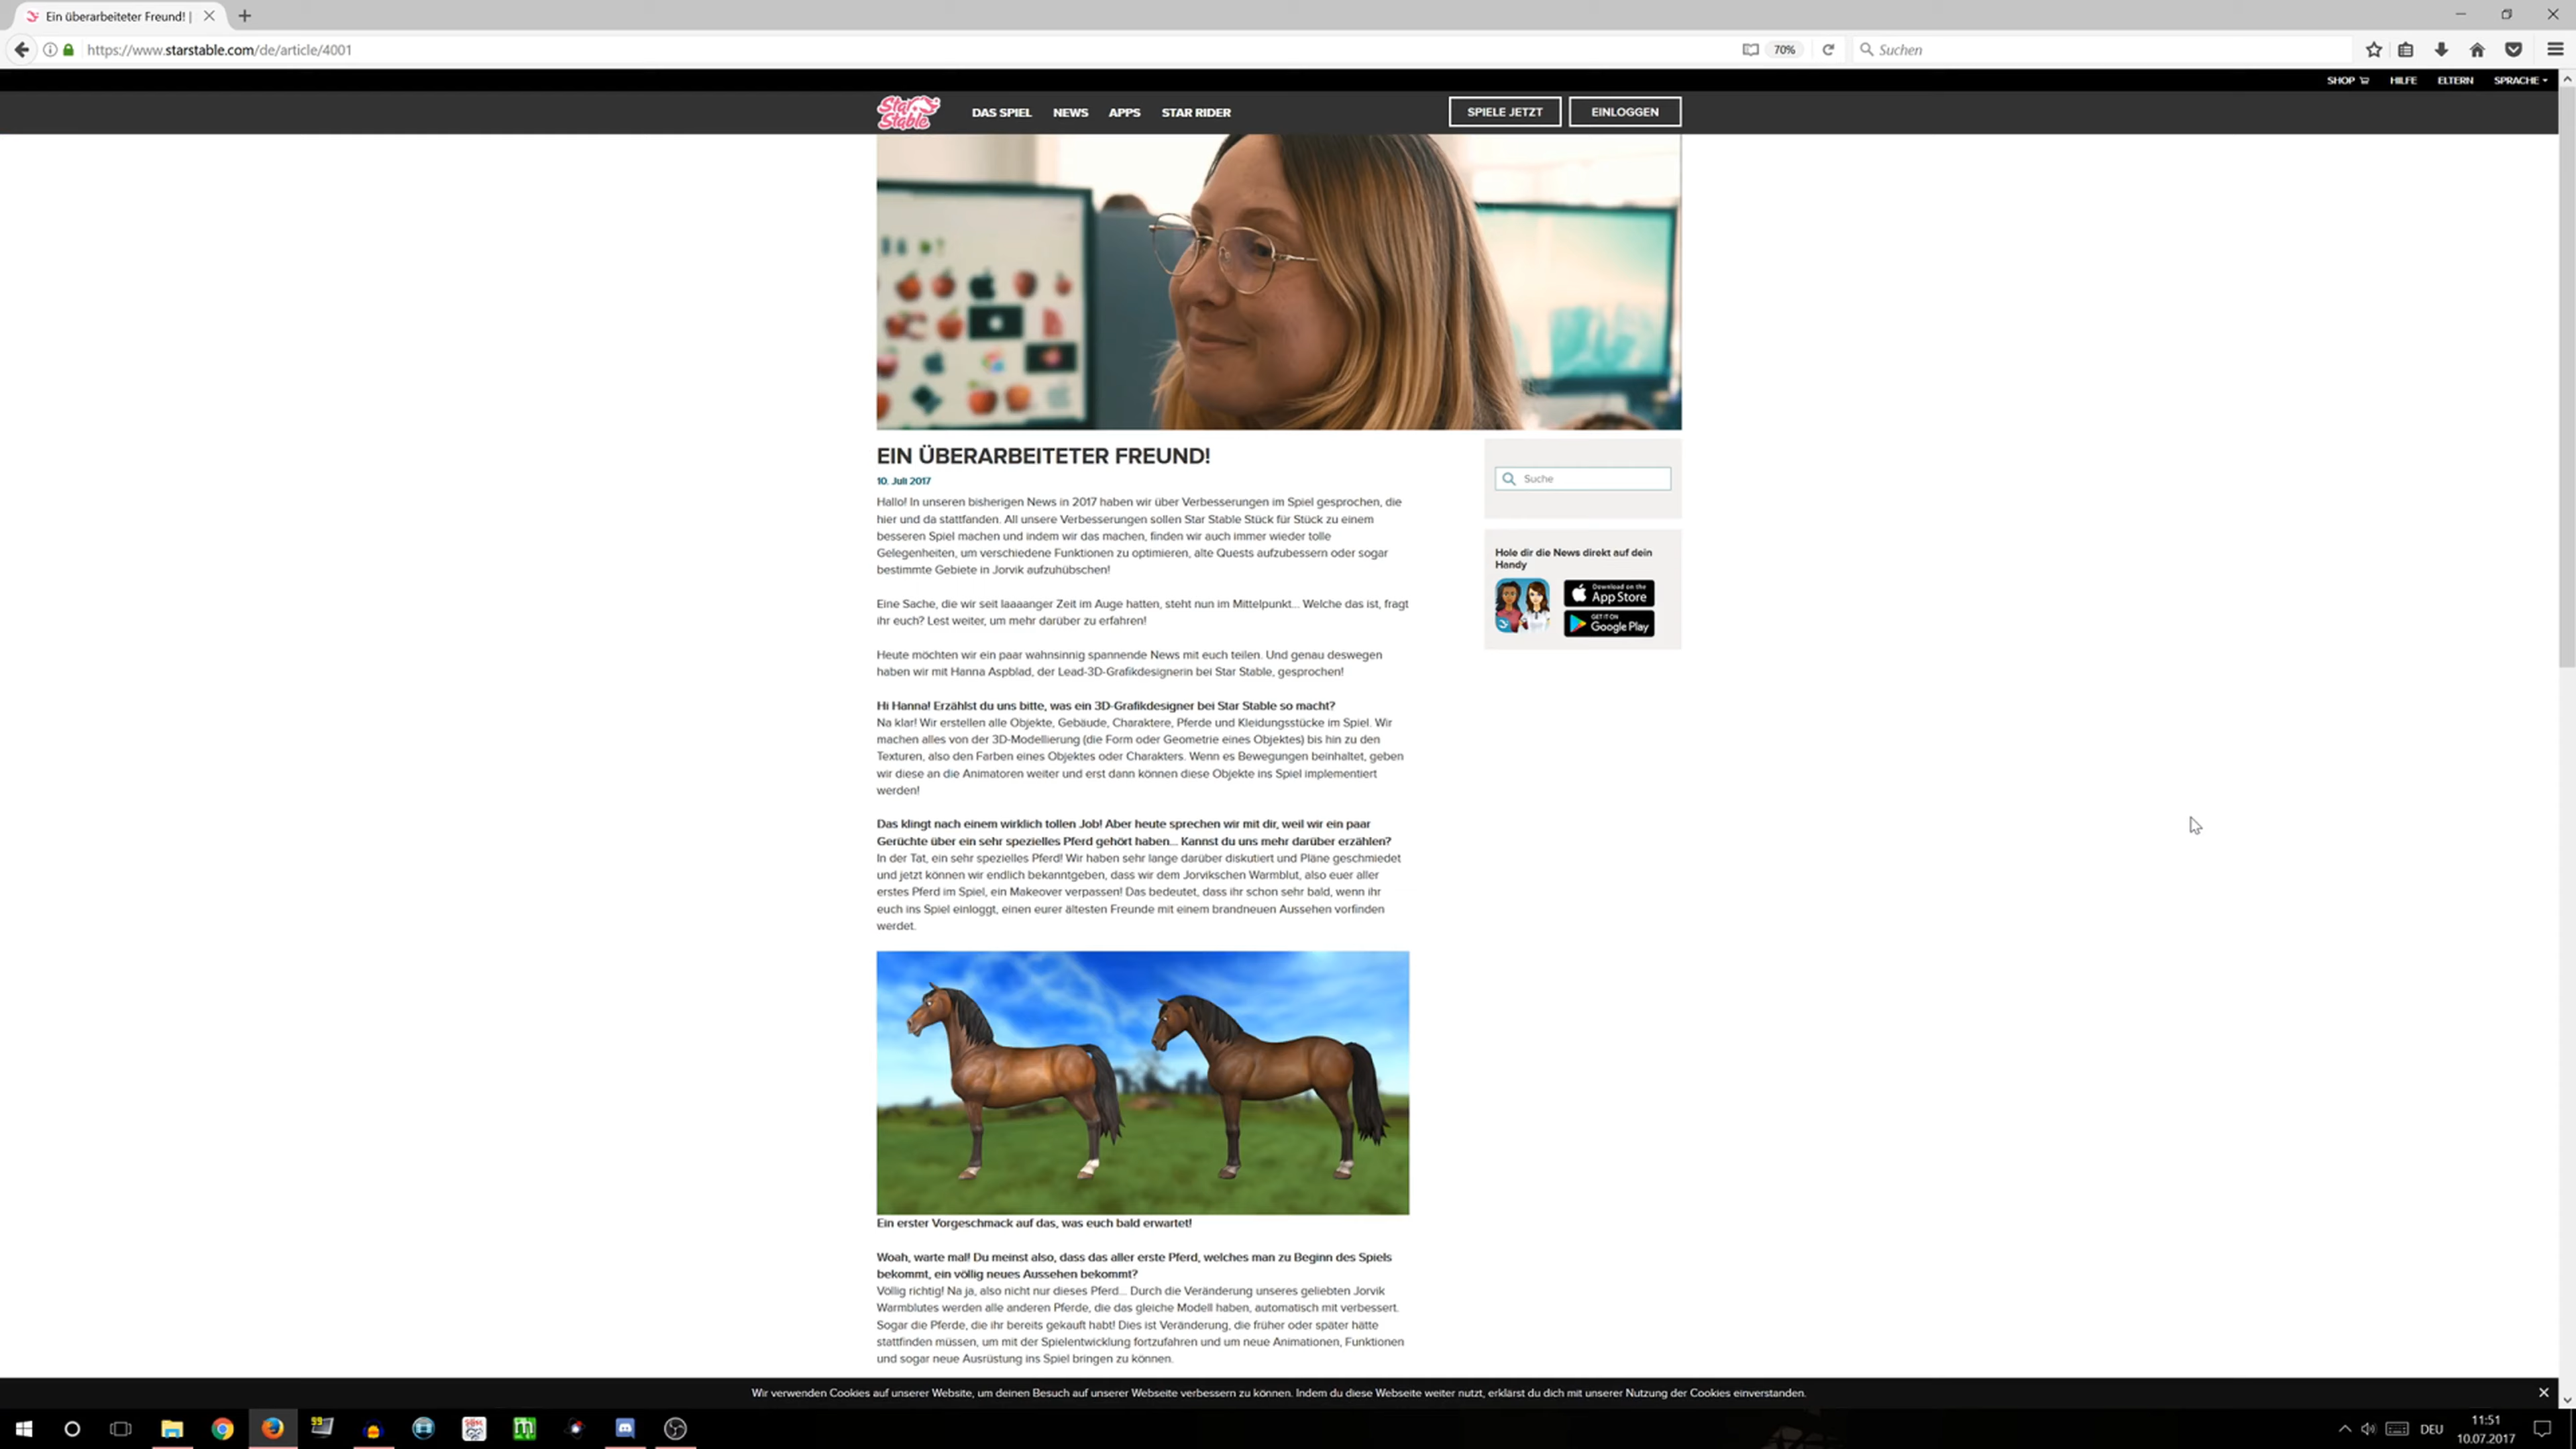 Ein überarbeiteter Freund! |
https://www.starstable.com/de/article/4001
70%
Suchen
SHOP HILFE ELTERN SPRACHE
Star Stable
DAS SPIEL NEWS APPS STAR RIDER
SPIELE JETZT EINLOGGEN
EIN ÜBERARBEITETER FREUND!
10. Juli 2017
Hallo! In unseren bisherigen News in 2017 haben wir über Verbesserungen im Spiel gesprochen, die
hier und da stattfanden. All unsere Verbesserungen sollen Star Stable Stück für Stück zu einem
besseren Spiel machen und indem wir das machen, finden wir auch immer wieder tolle
Gelegenheiten, um verschiedene Funktionen zu optimieren, alte Quests aufzubessern oder sogar
bestimmte Gebiete in Jorvik aufzuhübschen!
Eine Sache, die wir seit laaaanger Zeit im Auge hatten, steht nun im Mittelpunkt... Welche das ist, fragt
ihr euch? Lest weiter, um mehr darüber zu erfahren!
Heute möchten wir ein paar wahnsinnig spannende News mit euch teilen. Und genau deswegen
haben wir mit Hanna Aspblad, der Lead-3D-Grafikdesignerin bei Star Stable, gesprochen!
Hi Hanna! Erzählst du uns bitte, was ein 3D-Grafikdesigner bei Star Stable so macht?
Na klar! Wir erstellen alle Objekte, Gebäude, Charaktere, Pferde und Kleidungsstücke im Spiel. Wir
machen alles von der 3D-Modellierung (die Form oder Geometrie eines Objektes) bis hin zu den
Texturen, also den Farben eines Objektes oder Charakters. Wenn es Bewegungen beinhaltet, geben
wir diese an die Animatoren weiter und erst dann können diese Objekte ins Spiel implementiert
werden!
Das klingt nach einem wirklich tollen Job! Aber heute sprechen wir mit dir, weil wir ein paar
Gerüchte über ein sehr spezielles Pferd gehört haben... Kannst du uns mehr darüber erzählen?
In der Tat, ein sehr spezielles Pferd! Wir haben sehr lange darüber diskutiert und Pläne geschmiedet
und jetzt können wir endlich bekanntgeben, dass wir dem Jorvikschen Warmblut, also euer aller
erstes Pferd im Spiel, ein Makeover verpassen! Das bedeutet, dass ihr schon sehr bald, wenn ihr
euch ins Spiel einloggt, einen eurer ältesten Freunde mit einem brandneuen Aussehen vorfinden
werdet.
Ein erster Vorgeschmack auf das, was euch bald erwartet!
Woah, warte mal! Du meinst also, dass das aller erste Pferd, welches man zu Beginn des Spiels
bekommt, ein völlig neues Aussehen bekommt?
Völlig richtig! Na ja, also nicht nur dieses Pferd... Durch die Veränderung unseres geliebten Jorvik
Warmblutes werden alle anderen Pferde, die das gleiche Modell haben, automatisch mit verbessert.
Sogar die Pferde, die ihr bereits gekauft habt! Dies ist Veränderung, die früher oder später hätte
stattfinden müssen, um mit der Spielentwicklung fortzufahren und um neue Animationen, Funktionen
und sogar neue Ausrüstung ins Spiel bringen zu können.
Suche
Hole dir die News direkt auf dein
Handy
Download on the
App Store
GET IT ON
Google Play
Wir verwenden Cookies auf unserer Website, um deinen Besuch auf unserer Webseite verbessern zu können. Indem du diese Webseite weiter nutzt, erklärst du dich mit unserer Nutzung der Cookies einverstanden.
99
DEU
11:51
10.07.2017